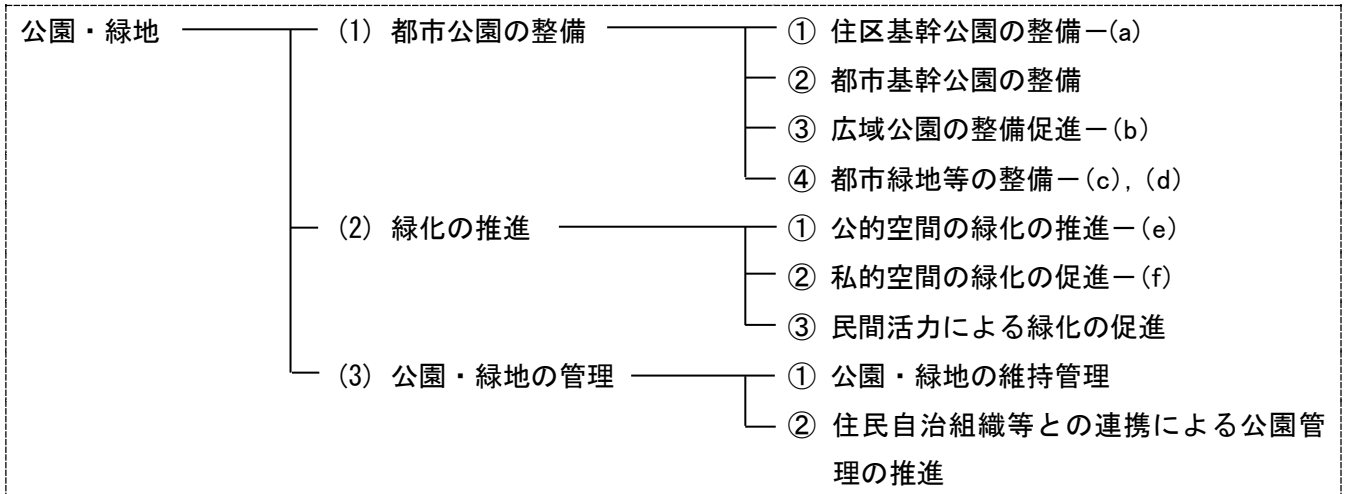 公園・緑地 (1) 都市公園の整備 ① 住区基幹公園の整備－(a)
② 都市基幹公園の整備
③ 広域公園の整備促進－(b)
④ 都市緑地等の整備－(c), (d)
(2) 緑化の推進 ① 公的空間の緑化の推進－(e)
② 私的空間の緑化の促進－(f)
③ 民間活力による緑化の促進
(3) 公園・緑地の管理 ① 公園・緑地の維持管理
② 住民自治組織等との連携による公園管
理の推進